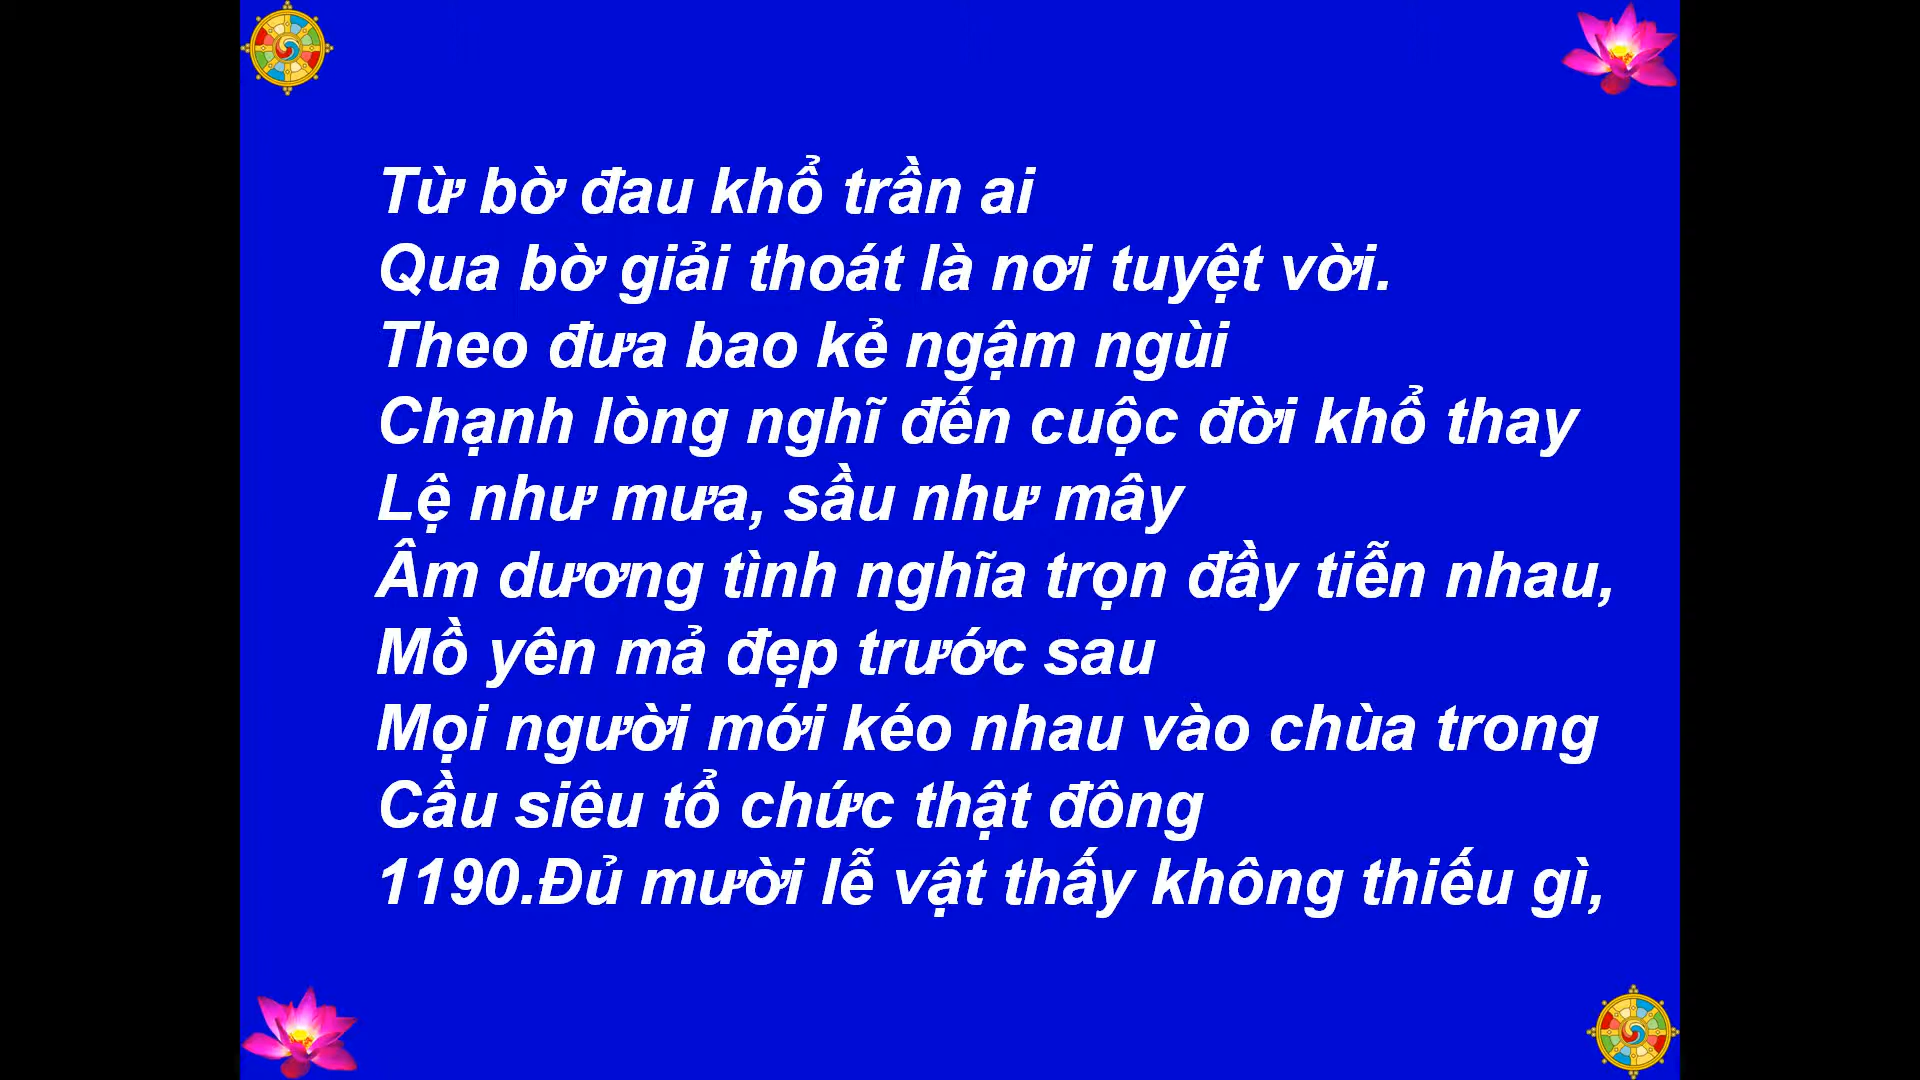 Từ bờ đau khổ trần ai
Qua bờ giải thoát là nơi tuyệt vời.
Theo đưa bao kẻ ngậm ngùi
Chạnh lòng nghĩ đến cuộc đời khổ thay
Lệ như mưa, sầu như mây
Âm dương tình nghĩa trọn đầy tiễn nhau,
Mồ yên mả đẹp trước sau
Mọi người mới kéo nhau vào chùa trong
Cầu siêu tổ chức thật đông
1190.Đủ mười lễ vật thấy không thiếu gì,